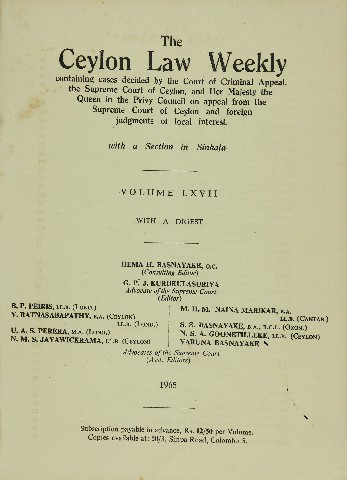 The
Ceylon Law Weekly
containing cases decided by the Court of Criminal Appeal,
the Supreme Court of Ceylon, and Her Majesty the
Queen in the Privy Council on appeal from the
Supreme Court of Ceylon and foreign
judgments of local interest.
with a Section in Sinhala
VOLUME LXVII
WITH A DIGEST
HEMA H. BASNAYAKE, Q.C.
(Consulting Editor)
G. P. J. KURUKULASURIYA
Advocate of the Supreme Court
(Editor)
R. P. PEIRIS, LL.B. (LOND.)
V. RATNASABAPATHY, B.A. (CEYLON)
LL.B. (LOND.)
U. A. S. PERERA, M.A. (LOND.)
N. M. S. JAYAWICKRAMA, LL.B (CEYLON)
M. U. M. NAINA MARIKAR, B.A.
LL.B. (CANTAB.)
S. S. BASNAYAKE, B.A., B.C.L. (OXON.)
N. S. A. GOONETILLEKE, LL.B. (CEYLON)
VARUNA BASNAYAKE
Advocates of the Supreme Court
(Asst. Editors)
1965
Subscription payable in advance, Rs. 12/50 per Volume.
Copies available at: 50/3, Siripa Road, Colombo 5.